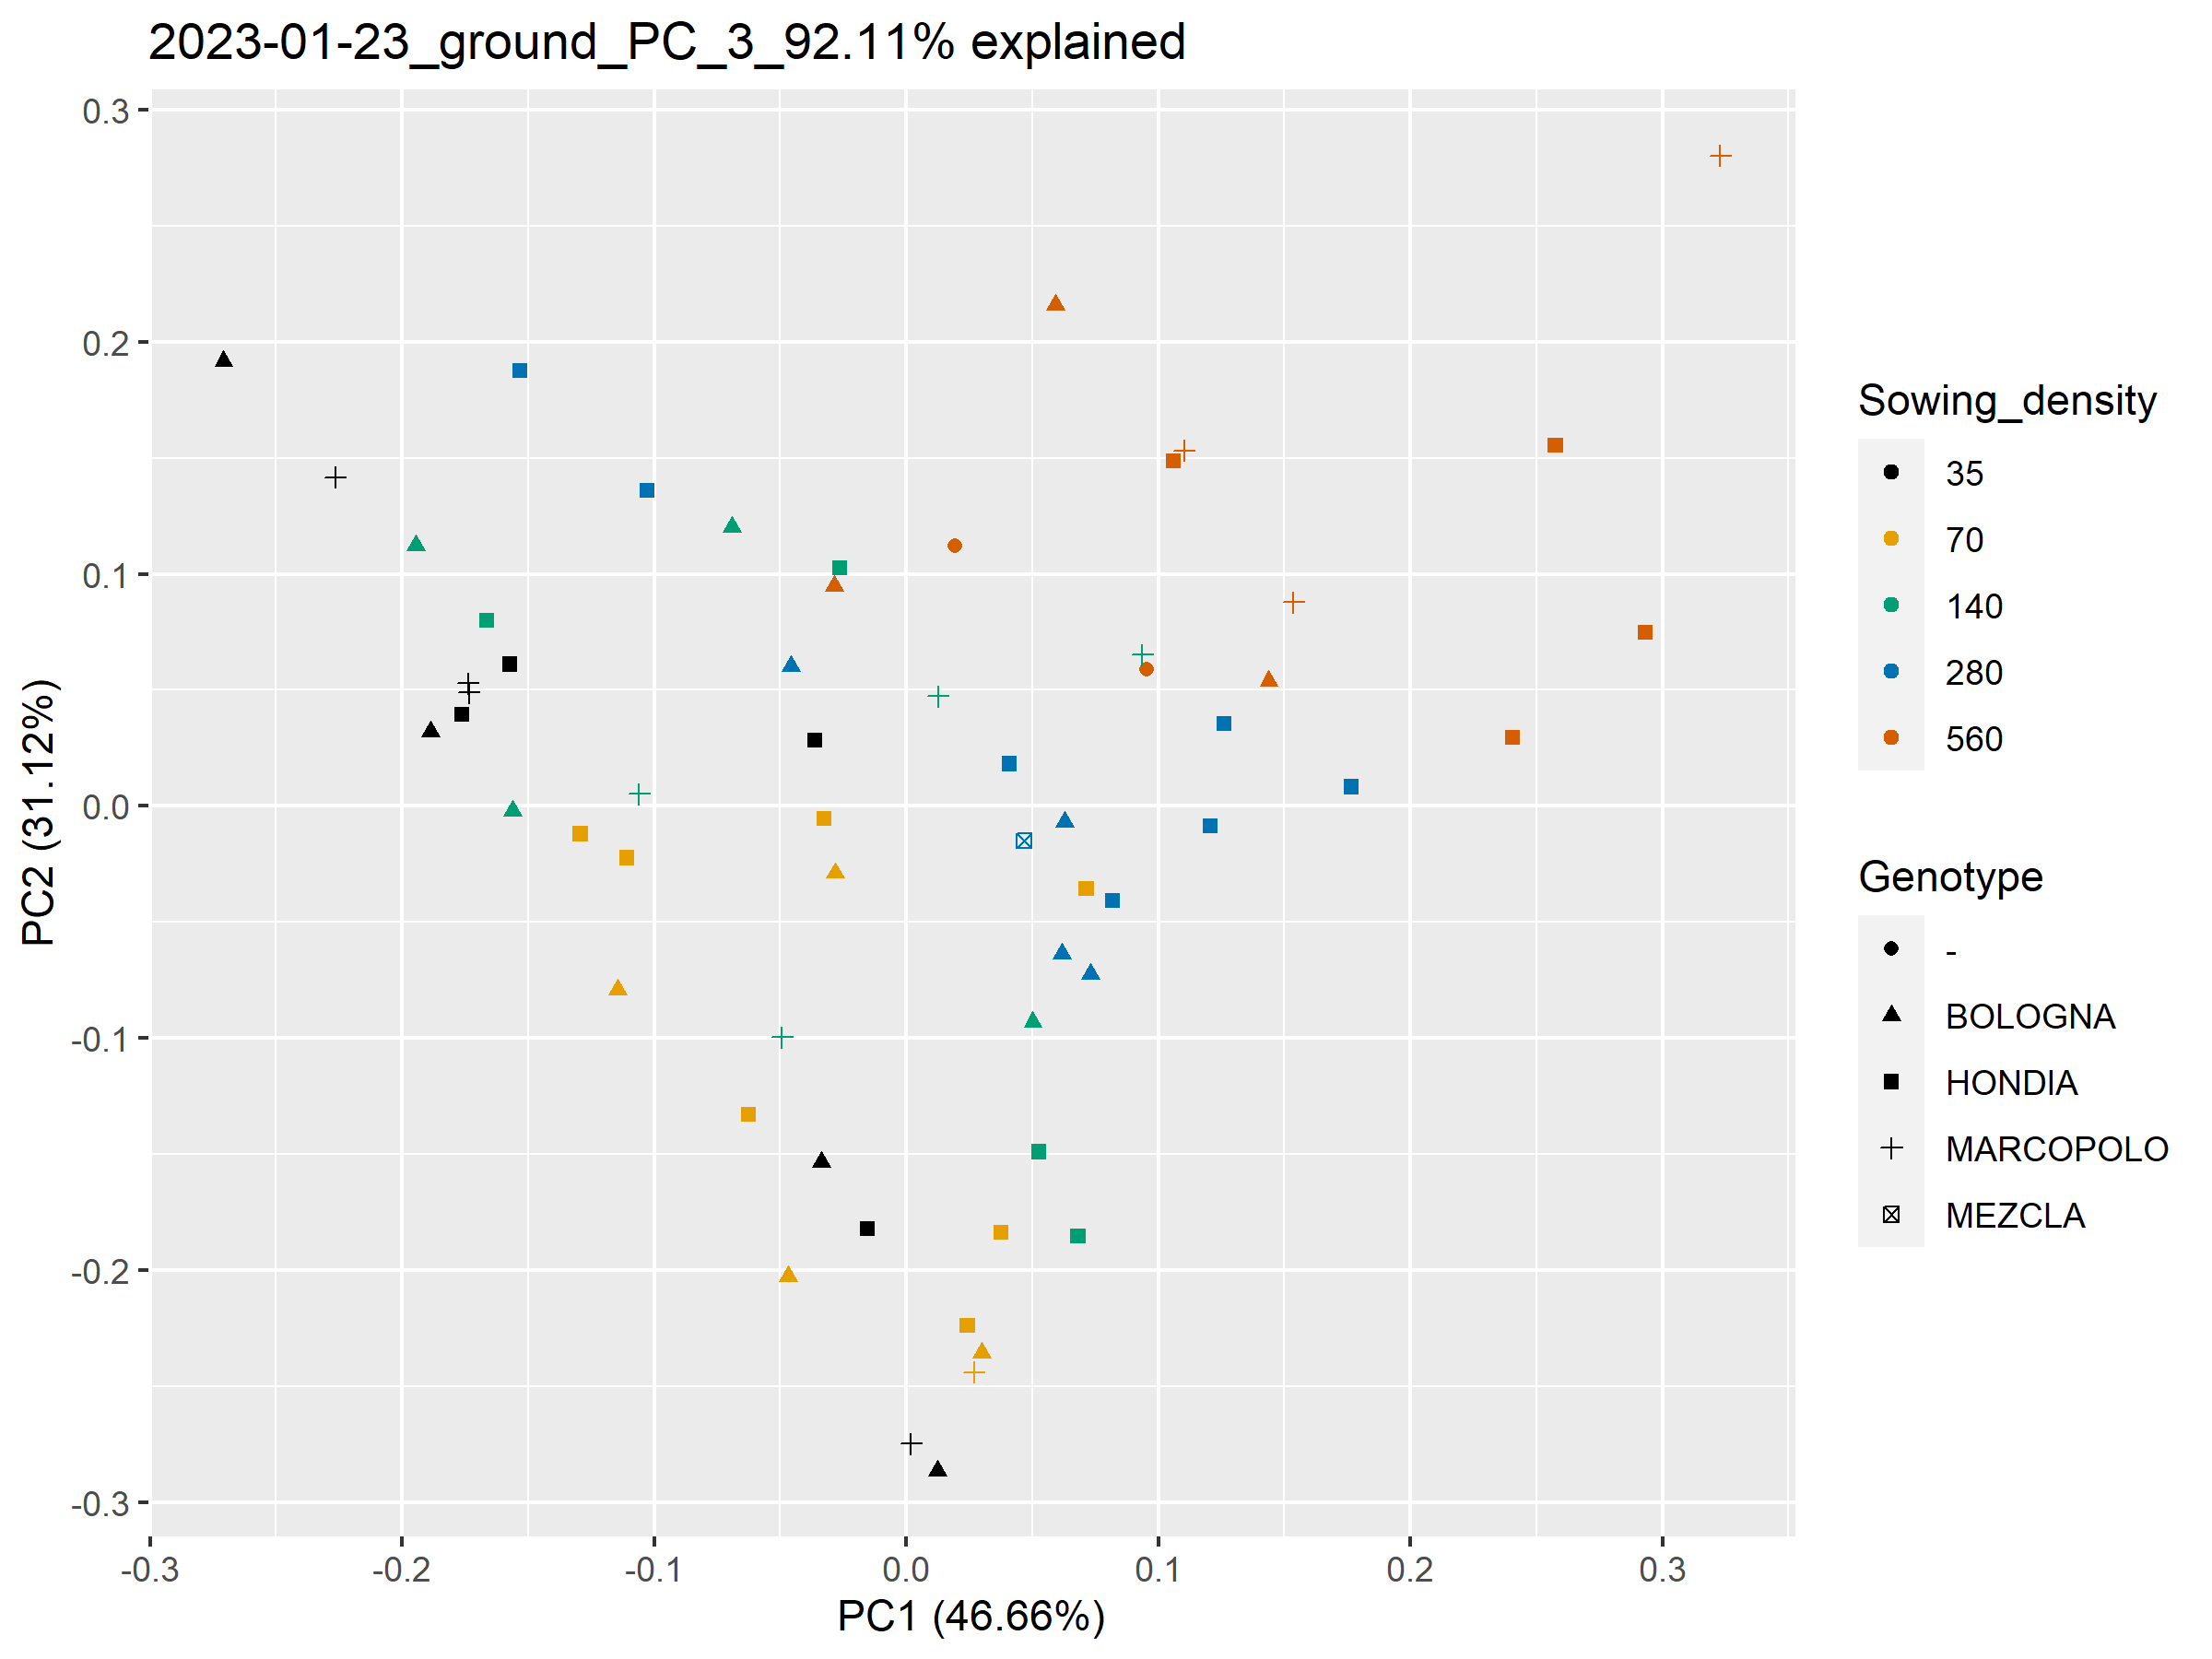 2023-01-23_ground_PC_3_92.11% explained
0.3
0.2
0.1
0.0
-0.1
-0.2
-0.3
PC2 (31.12%)
-0.3 -0.2 -0.1 0.0 0.1 0.2 0.3
PC1 (46.66%)
Sowing_density
35
70
140
280
560
Genotype
-
BOLOGNA
HONDIA
MARCOPOLO
MEZCLA